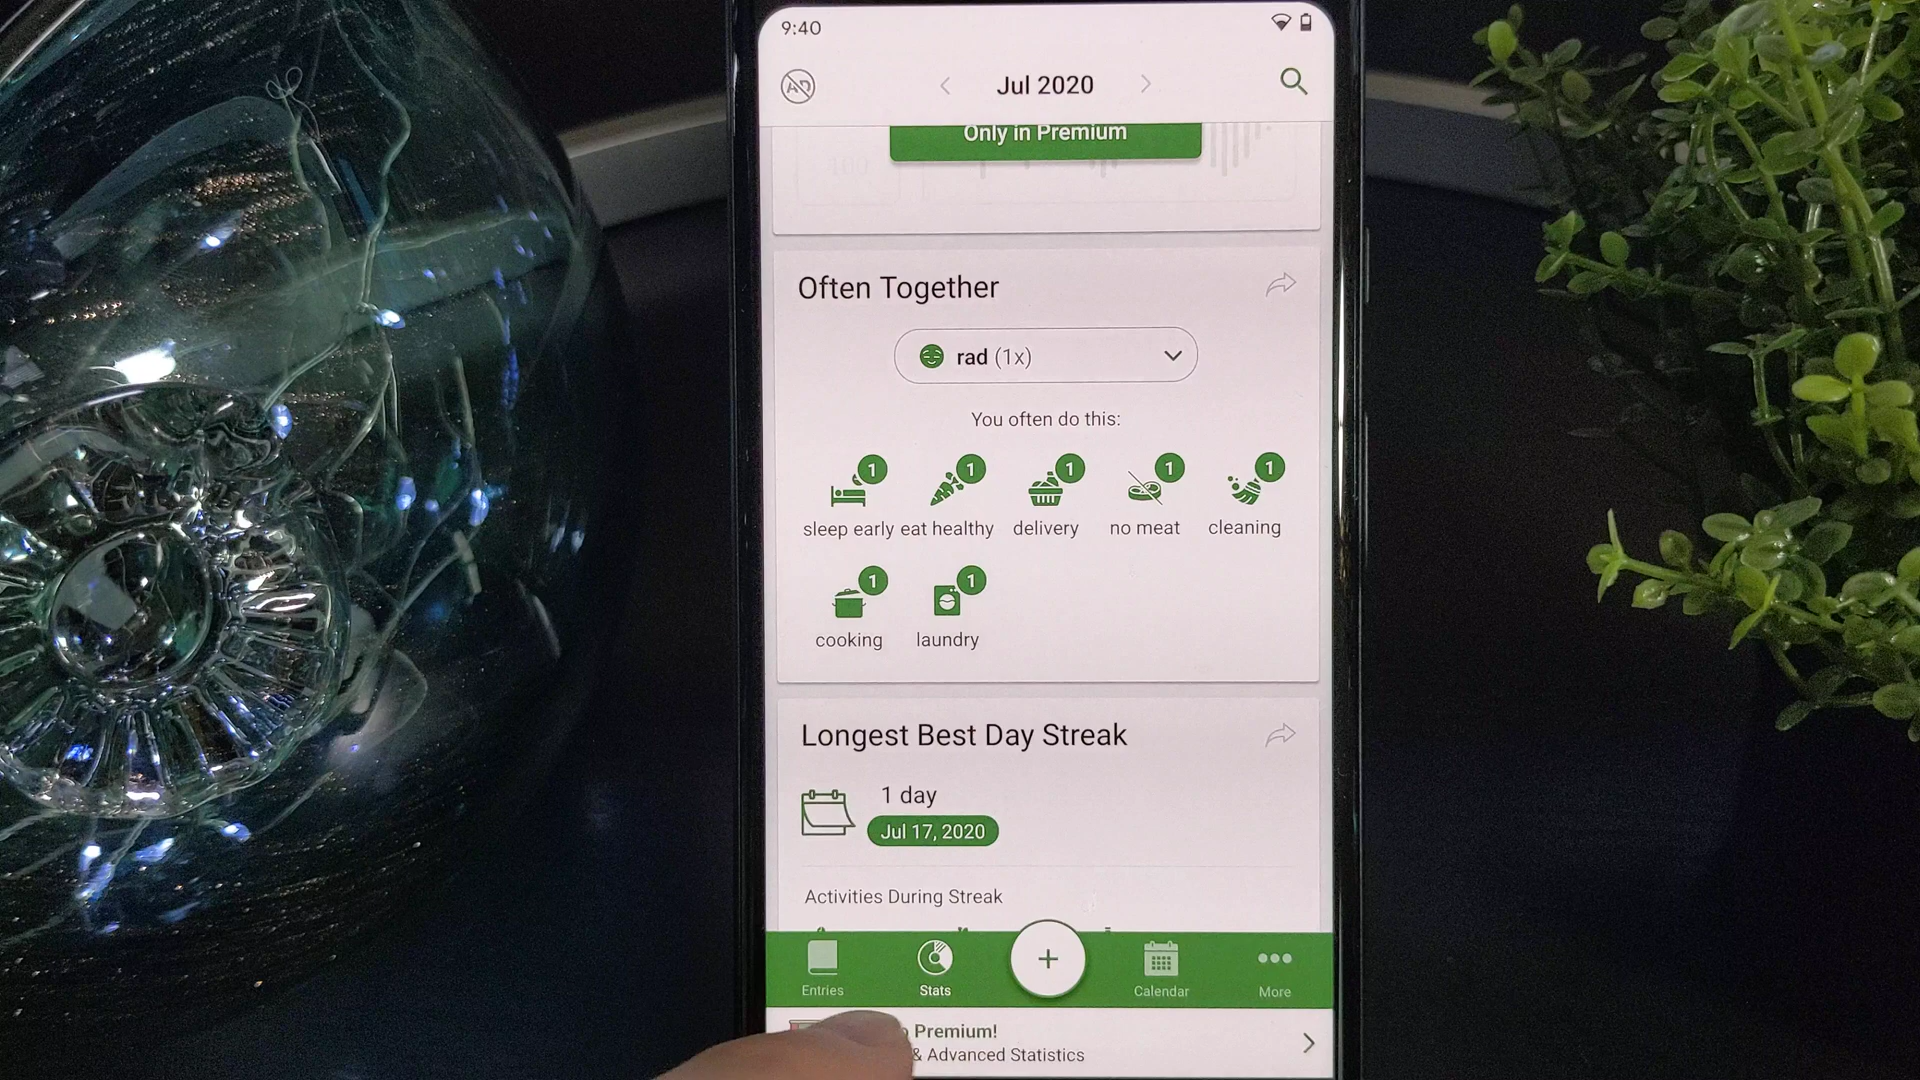 9:40
AD
Jul 2020
Only in Premium
100
Often Together
rad (1x)
You often do this:
1 1 1 1 1
sleep early eat healthy delivery no meat cleaning
1 1
cooking laundry
Longest Best Day Streak
1 day
Jul 17, 2020
Activities During Streak
+
Entries Stats Calendar More
Premium!
& Advanced Statistics